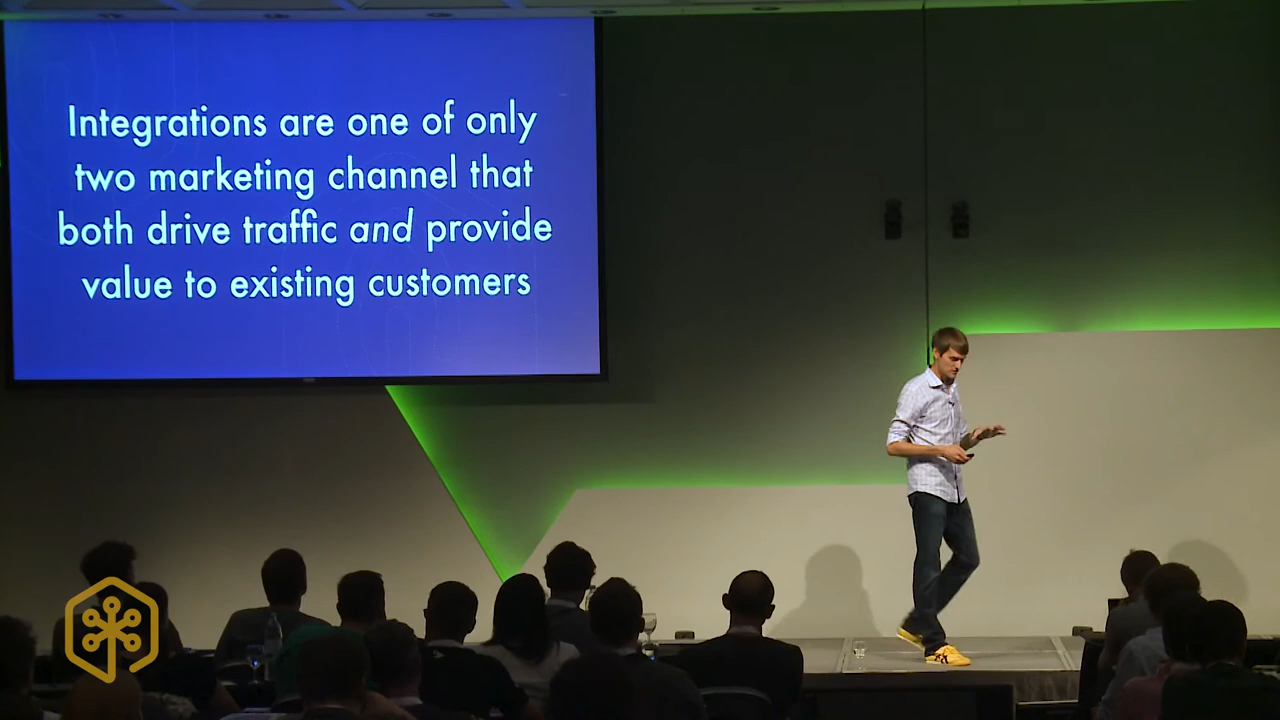 Integrations are one of only
two marketing channel that
both drive traffic and provide
value to existing customers